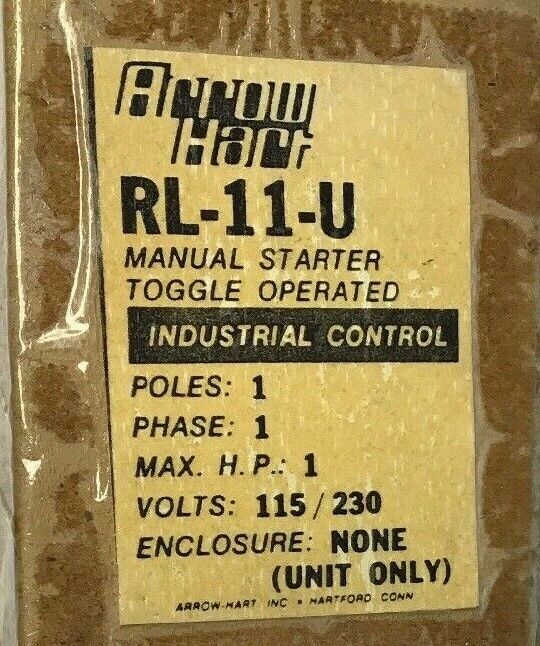 Arrow
Hart
RL-11-U
MANUAL STARTER
TOGGLE OPERATED
INDUSTRIAL CONTROL
POLES: 1
PHASE: 1
MAX. H.P.: 1
VOLTS: 115/230
ENCLOSURE: NONE
(UNIT ONLY)
ARROW-HART INC • HARTFORD CONN